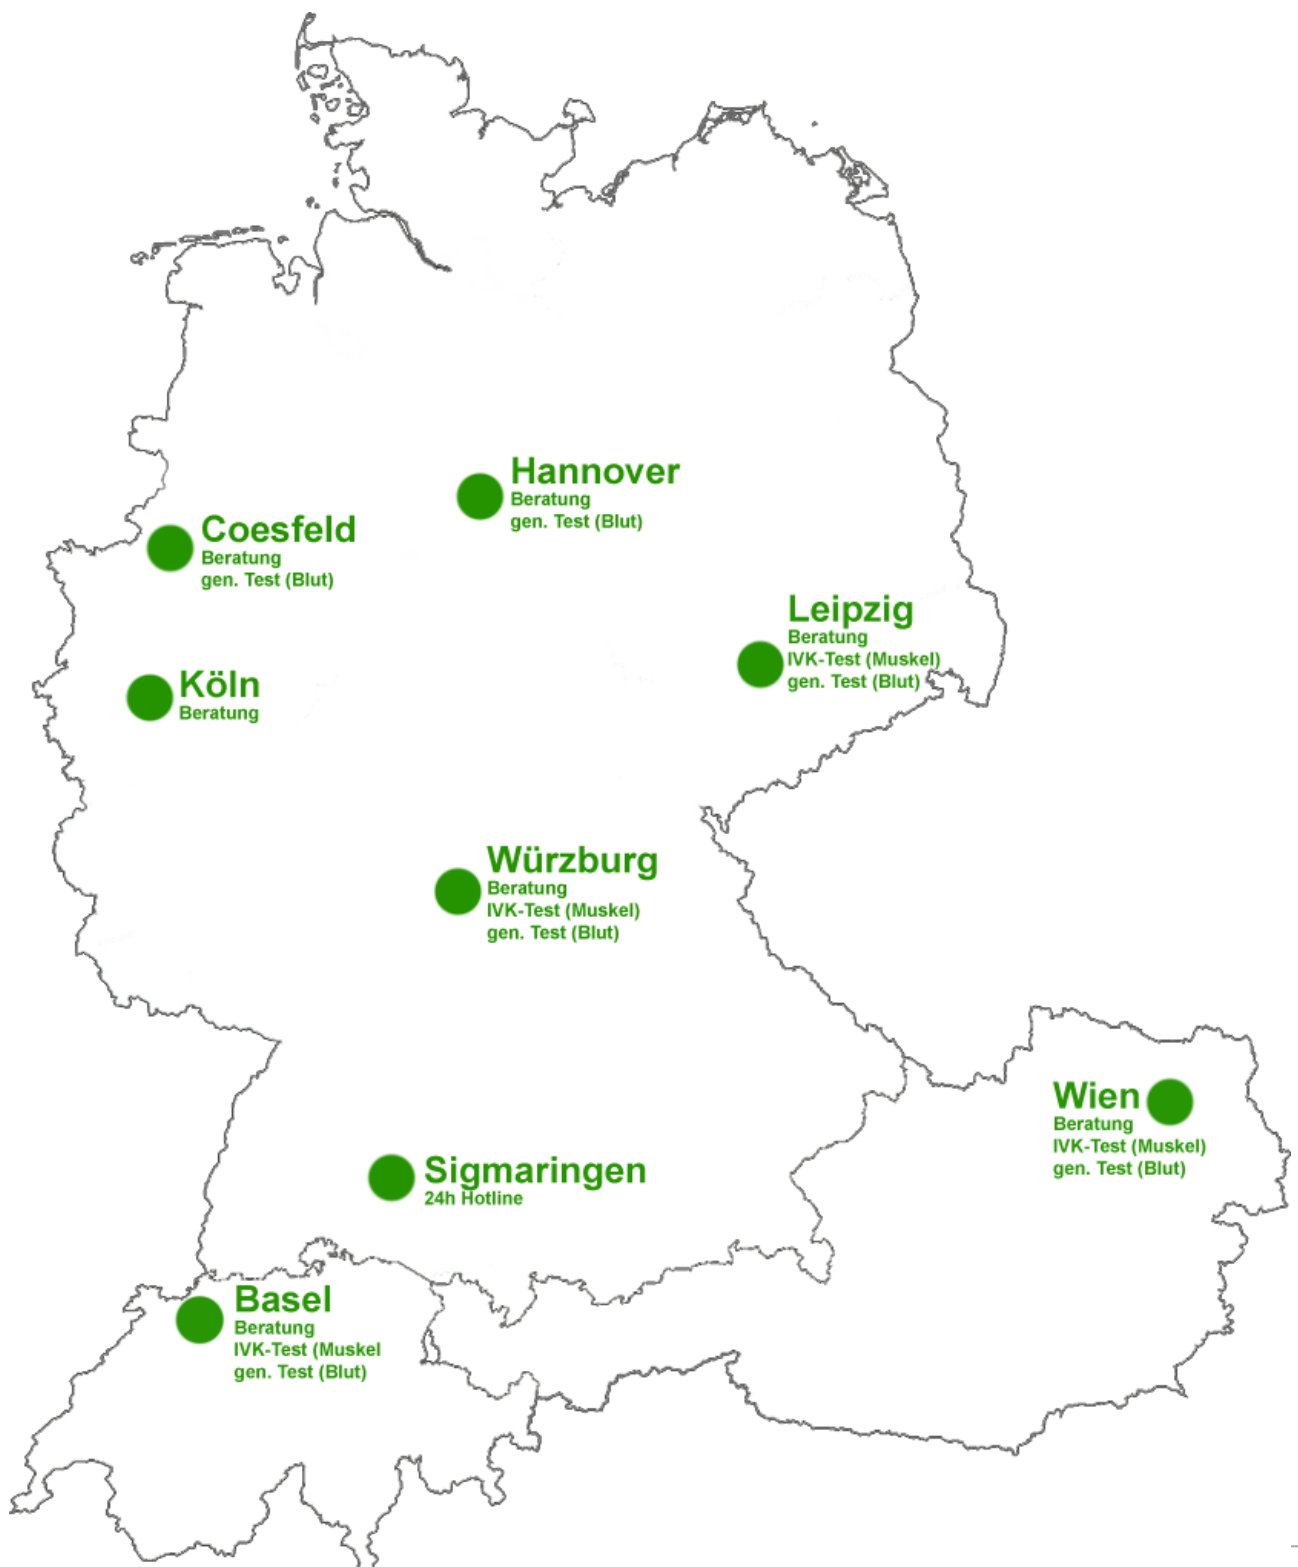 Hannover
Beratung
gen. Test (Blut)
Coesfeld
Beratung
gen. Test (Blut)
Leipzig
Beratung
IVK-Test (Muskel)
gen. Test (Blut)
Köln
Beratung
Würzburg
Beratung
IVK-Test (Muskel)
gen. Test (Blut)
Wien
Beratung
IVK-Test (Muskel)
gen. Test (Blut)
Sigmaringen
24h Hotline
Basel
Beratung
IVK-Test (Muskel
gen. Test (Blut)